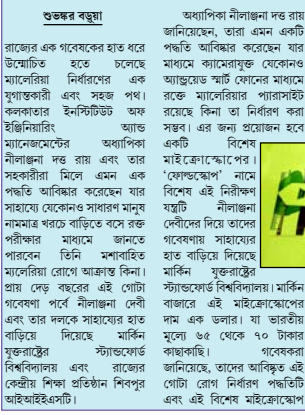 শুভঙ্কর বড়ুয়া
রাজ্যের এক গবেষকের হাত ধরে
উন্মোচিত হতে চলেছে
ম্যালেরিয়া নির্ধারণের এক
যুগান্তকারী এবং সহজ পথ।
কলকাতার ইনস্টিটিউট অফ
ইঞ্জিনিয়ারিং অ্যান্ড
ম্যানেজমেন্টের অধ্যাপিকা
নীলাঞ্জনা দত্ত রায় এবং তার
সহকারীরা মিলে এমন এক
পদ্ধতি আবিষ্কার করেছেন যার
সাহায্যে যেকোনও সাধারণ মানুষ
নামমাত্র খরচে বাড়িতে বসে রক্ত
পরীক্ষার মাধ্যমে জানতে
পারবেন তিনি মশাবাহিত
ম্যলেরিয়া রোগে আক্রান্ত কিনা।
প্রায় দেড় বছরের এই গোটা
গবেষণা পর্বে নীলাঞ্জনা দেবী
এবং তার দলকে সাহায্যের হাত
বাড়িয়ে দিয়েছে মার্কিন
যুক্তরাষ্ট্রের স্ট্যানফোর্ড
বিশ্ববিদ্যালয় এবং রাজ্যের
কেন্দ্রীয় শিক্ষা প্রতিষ্ঠান শিবপুর
আইআইইএসটি।
অধ্যাপিকা নীলাঞ্জনা দত্ত রায়
জানিয়েছেন, তারা এমন একটি
পদ্ধতি আবিষ্কার করেছেন যার
মাধ্যমে ক্যামেরাযুক্ত যেকোনও
অ্যান্ড্রয়েড স্মার্ট ফোনের মাধ্যমে
রক্তে ম্যালেরিয়ার প্যারাসাইট
রয়েছে কিনা তা নির্ধারণ করা
সম্ভব। এর জন্য প্রয়োজন হবে
একটি বিশেষ
মাইক্রোস্কোপের।
'ফোল্ডস্কোপ' নামে
বিশেষ এই নিরীক্ষণ
যন্ত্রটি নীলাঞ্জনা
দেবীদের দিয়ে তাদের
গবেষণায় সাহায্যের
হাত বাড়িয়ে দিয়েছে
মার্কিন যুক্তরাষ্ট্রের
স্ট্যান্ডফোর্ড বিশ্ববিদ্যালয়। মার্কিন
বাজারে এই মাইক্রোস্কোপের
দাম এক ডলার। যা ভারতীয়
মূল্যে ৬৫ থেকে ৭০ টাকার
কাছাকাছি। গবেষকরা
জানিয়েছে, তাদের আবিষ্কৃত এই
গোটা রোগ নির্ধারণ পদ্ধতিটি
এবং এই বিশেষ মাইক্রোস্কোপ